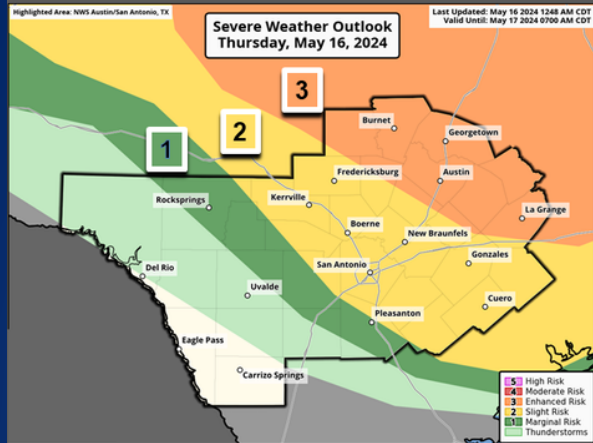 Highlighted Area: NWS Austin/San Antonio, TX
Severe Weather Outlook
Thursday, May 16, 2024
Last Updated: May 16 2024 1248 AM CDT
Valid Until: May 17 2024 0700 AM CDT
3
2
1
Burnet
Georgetown
Fredericksburg
Austin
Rocksprings
Kerrville
La Grange
Boerne
New Braunfels
Del Rio
San Antonio
Gonzales
Uvalde
Cuero
Pleasanton
Eagle Pass
Carrizo Springs
5 High Risk
4 Moderate Risk
3 Enhanced Risk
2 Slight Risk
1 Marginal Risk
Thunderstorms